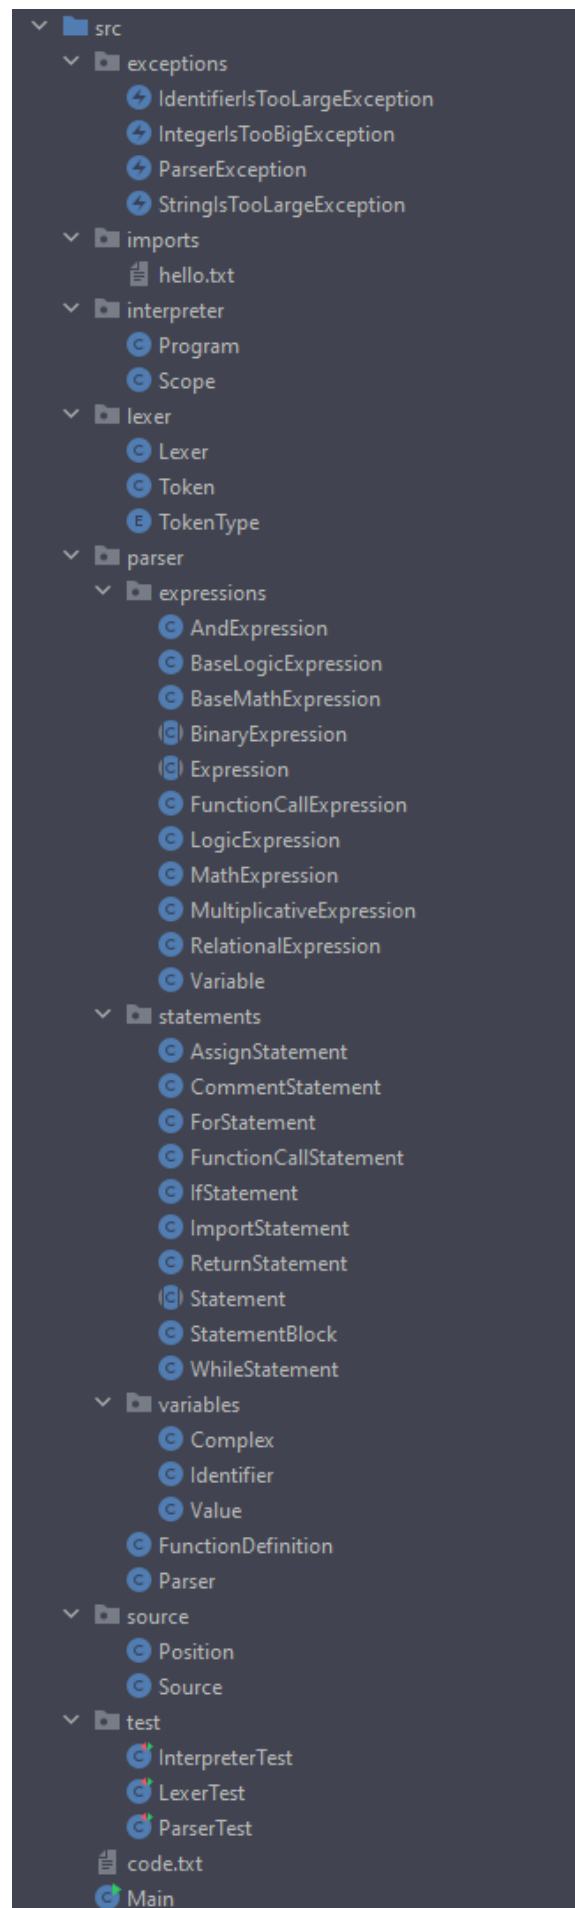 src
exceptions
IdentifierIsTooLargeException
IntegerIsTooBigException
ParserException
StringIsTooLargeException
imports
hello.txt
interpreter
Program
Scope
lexer
Lexer
Token
TokenType
parser
expressions
AndExpression
BaseLogicExpression
BaseMathExpression
BinaryExpression
Expression
FunctionCallExpression
LogicExpression
MathExpression
MultiplicativeExpression
RelationalExpression
Variable
statements
AssignStatement
CommentStatement
ForStatement
FunctionCallStatement
IfStatement
ImportStatement
ReturnStatement
Statement
StatementBlock
WhileStatement
variables
Complex
Identifier
Value
FunctionDefinition
Parser
source
Position
Source
test
InterpreterTest
LexerTest
ParserTest
code.txt
Main